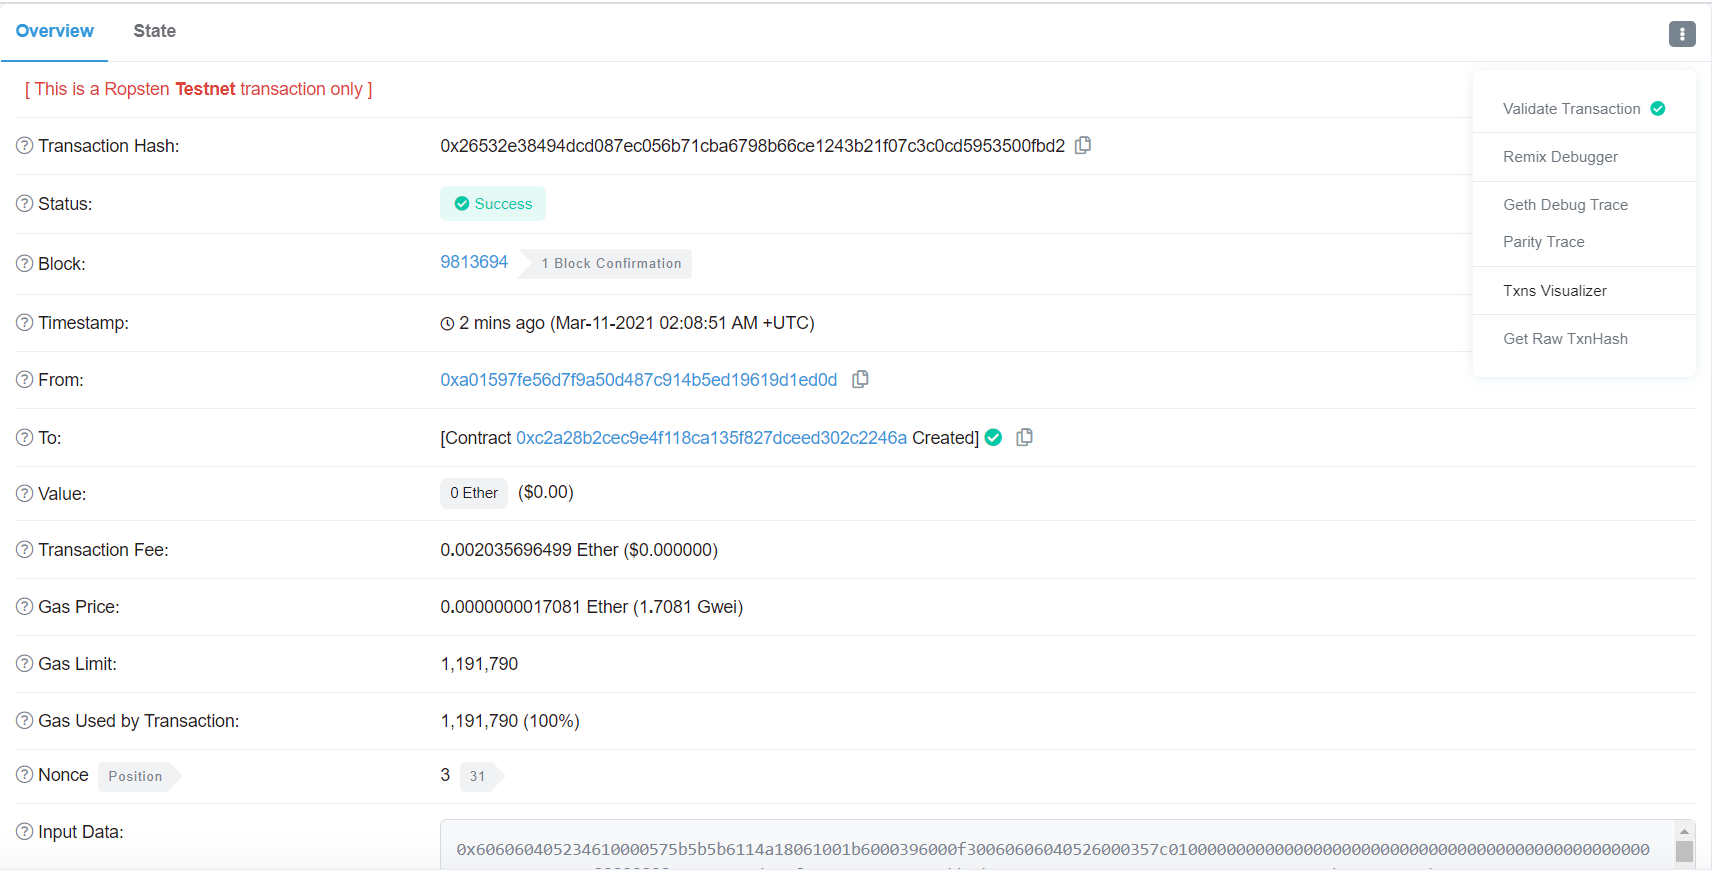 Overview State
[ This is a Ropsten Testnet transaction only ]
Validate Transaction
Remix Debugger
Geth Debug Trace
Parity Trace
Txns Visualizer
Get Raw TxnHash
Transaction Hash: 0x26532e38494dcd087ec056b71cba6798b66ce1243b21f07c3c0cd5953500fbd2
Status: Success
Block: 9813694 1 Block Confirmation
Timestamp: 2 mins ago (Mar-11-2021 02:08:51 AM +UTC)
From: 0xa01597fe56d7f9a50d487c914b5ed19619d1ed0d
To: [Contract 0xc2a28b2cec9e4f118ca135f827dceed302c2246a Created]
Value: 0 Ether ($0.00)
Transaction Fee: 0.002035696499 Ether ($0.000000)
Gas Price: 0.0000000017081 Ether (1.7081 Gwei)
Gas Limit: 1,191,790
Gas Used by Transaction: 1,191,790 (100%)
Nonce Position 3 31
Input Data: